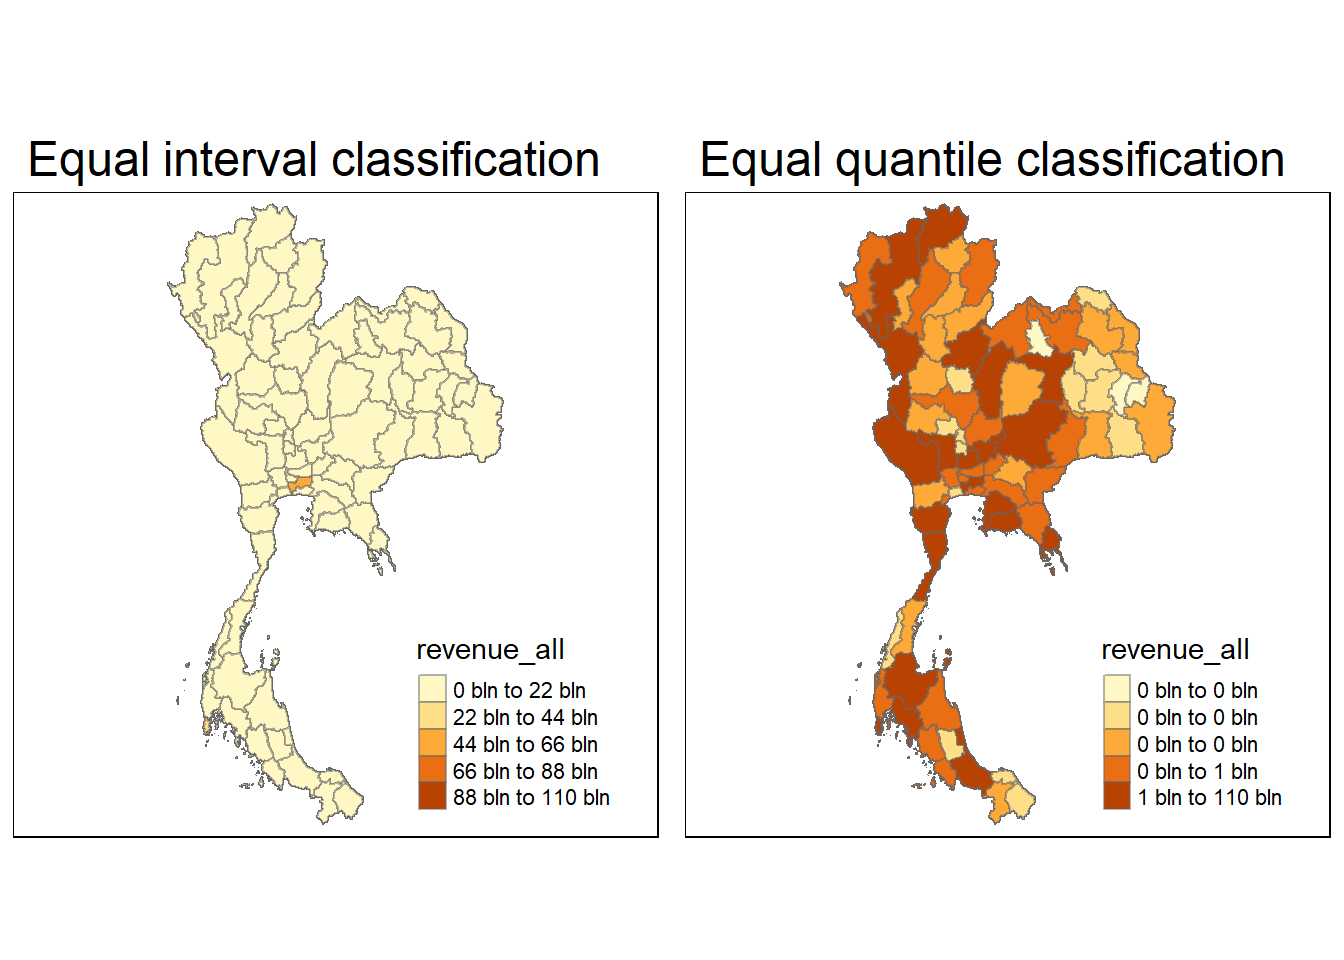 Equal interval classification
revenue_all
0 bln to 22 bln
22 bln to 44 bln
44 bln to 66 bln
66 bln to 88 bln
88 bln to 110 bln
Equal quantile classification
revenue_all
0 bln to 0 bln
0 bln to 0 bln
0 bln to 0 bln
0 bln to 1 bln
1 bln to 110 bln